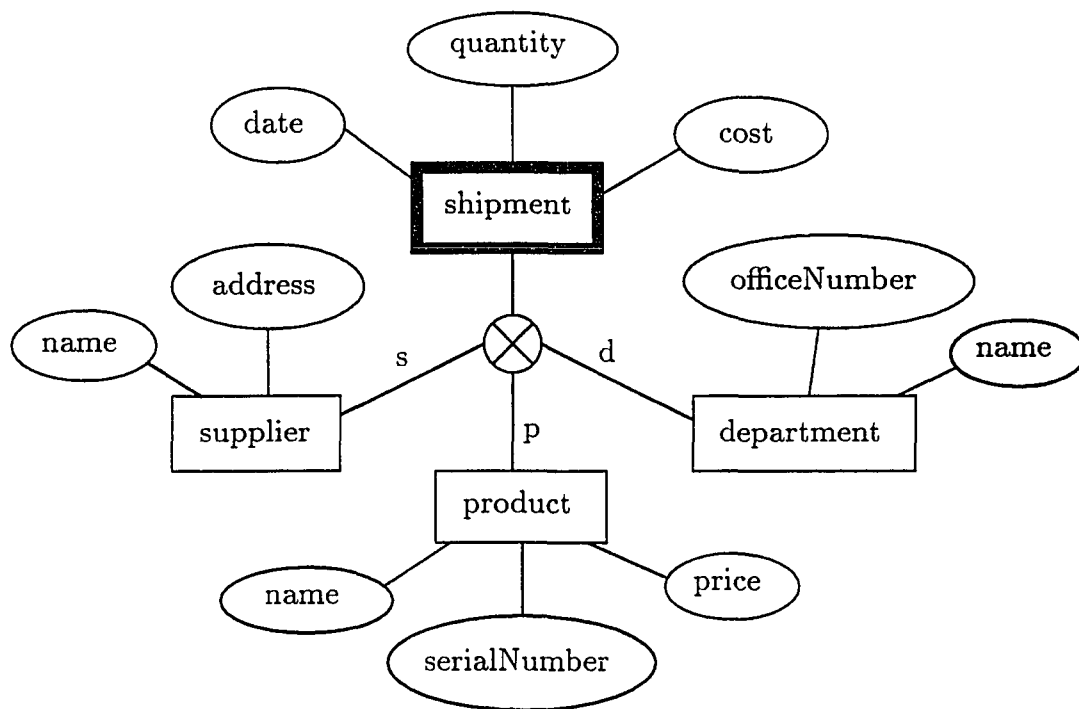 quantity
date
cost
shipment
address
officeNumber
name
name
s
d
supplier
p
department
product
name
price
serialNumber